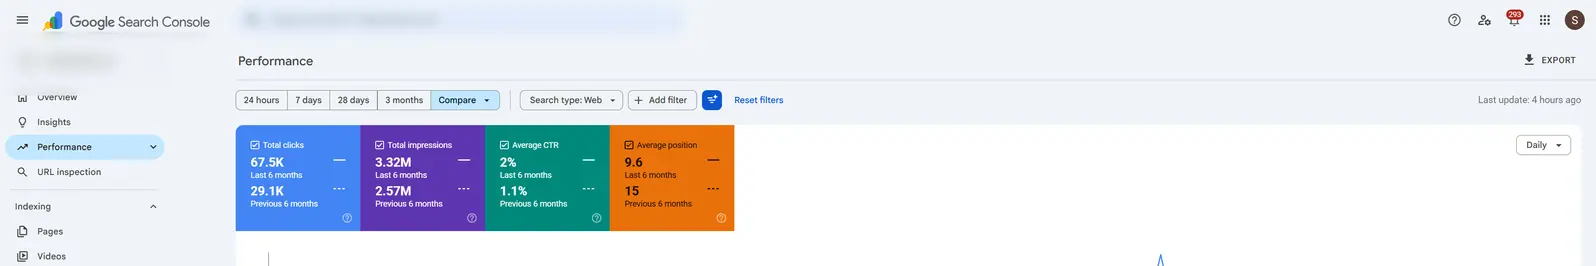 Google Search Console
293
S
Performance
EXPORT
24 hours
7 days
28 days
3 months
Compare
Search type: Web
Add filter
Reset filters
Last update: 4 hours ago
Overview
Insights
Performance
URL inspection
Indexing
Pages
Videos
Total clicks
67.5K
Last 6 months
29.1K
Previous 6 months
Total impressions
3.32M
Last 6 months
2.57M
Previous 6 months
Average CTR
2%
Last 6 months
1.1%
Previous 6 months
Average position
9.6
Last 6 months
15
Previous 6 months
Daily